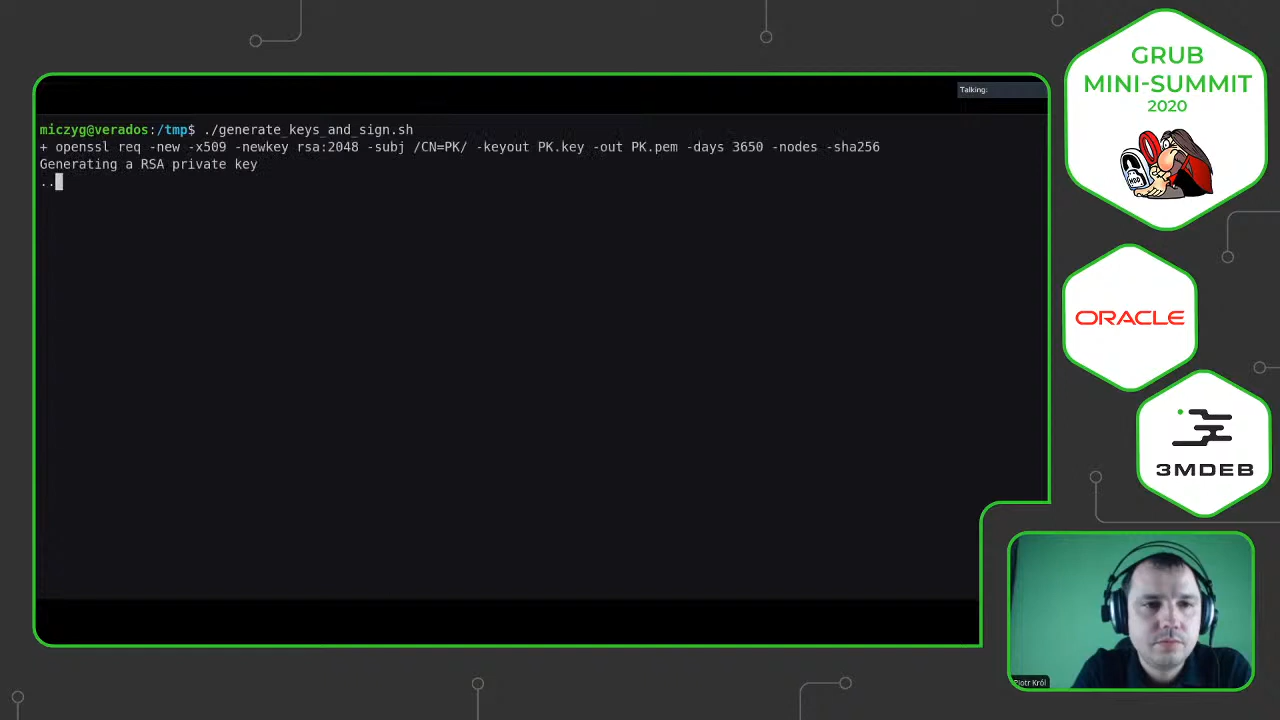 GRUB
MINI-SUMMIT
2020
Talking:
miczyg@verados:/tmp$ ./generate_keys_and_sign.sh
+ openssl req -new -x509 -newkey rsa:2048 -subj /CN=PK/ -keyout PK.key -out PK.pem -days 3650 -nodes -sha256
Generating a RSA private key
..
ORACLE
3MDEB
Piotr Król